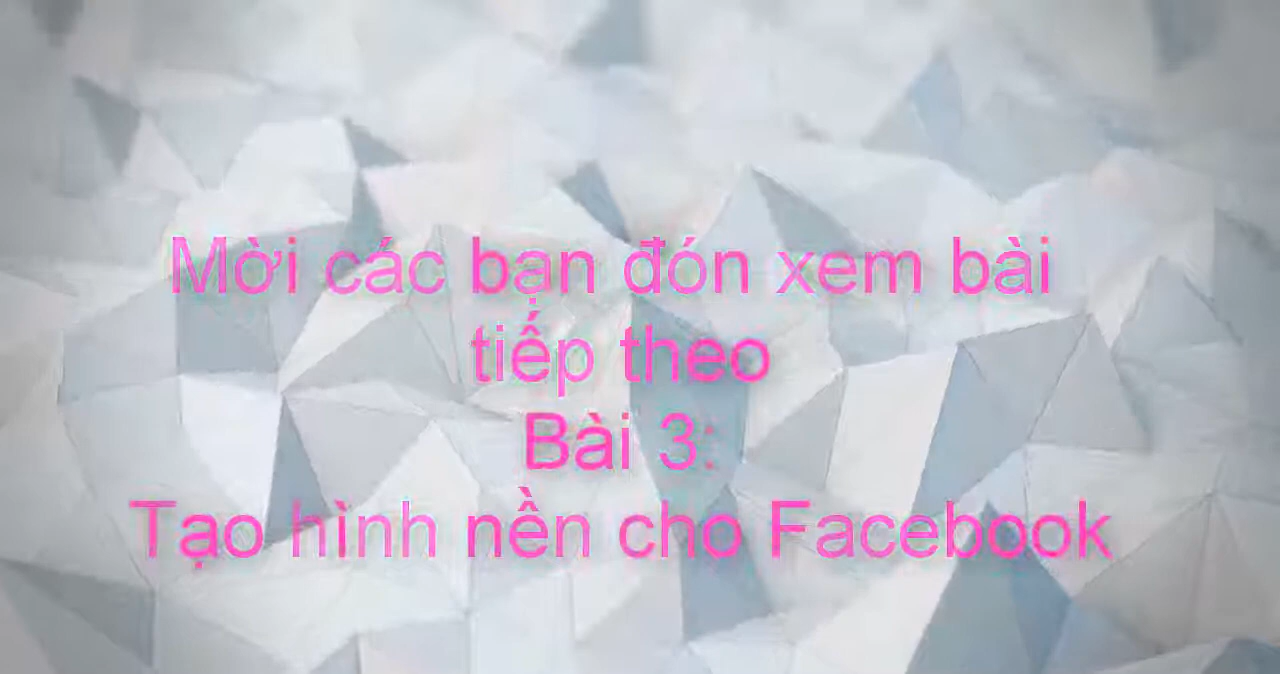 Mời các bạn đón xem bài
tiếp theo
Bài 3:
Tạo hình nền cho Facebook